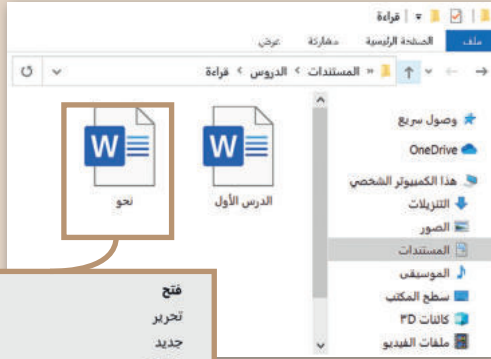 قراءة
ملف الصفحة الرئيسية مشاركة عرض
« المستندات › الدروس › قراءة
وصول سريع
OneDrive
هذا الكمبيوتر الشخصي
التنزيلات
الصور
المستندات
الموسيقى
سطح المكتب
كائنات ٣D
ملفات الفيديو
W
الدرس الأول
W
نحو
فتح
تحرير
جديد